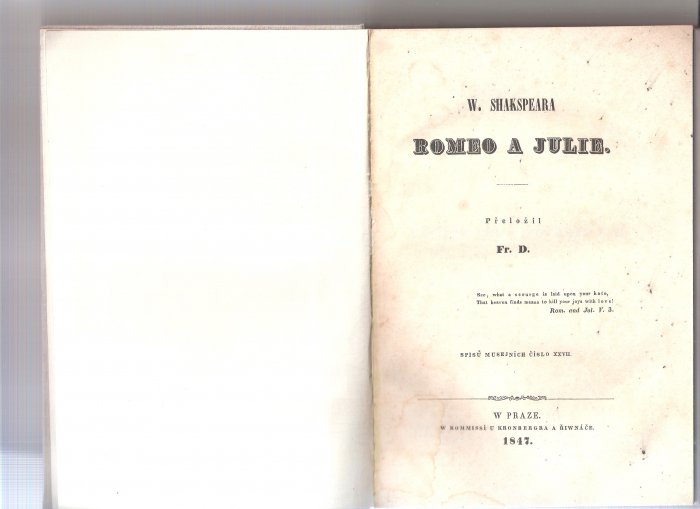 W. SHAKSPEARA
ROMEO A JULIE.
Přeložil
Fr. D.
See, what a scourge is laid upon your hate,
That heaven finds means to kill your joys with love!
Rom. and Jul. V. 3.
SPISŮ MUSEJNÍCH ČÍSLO XXVII.
W PRAZE.
W KOMMISSÍ U KRONBERGRA A ŘIWNÁČE.
1847.